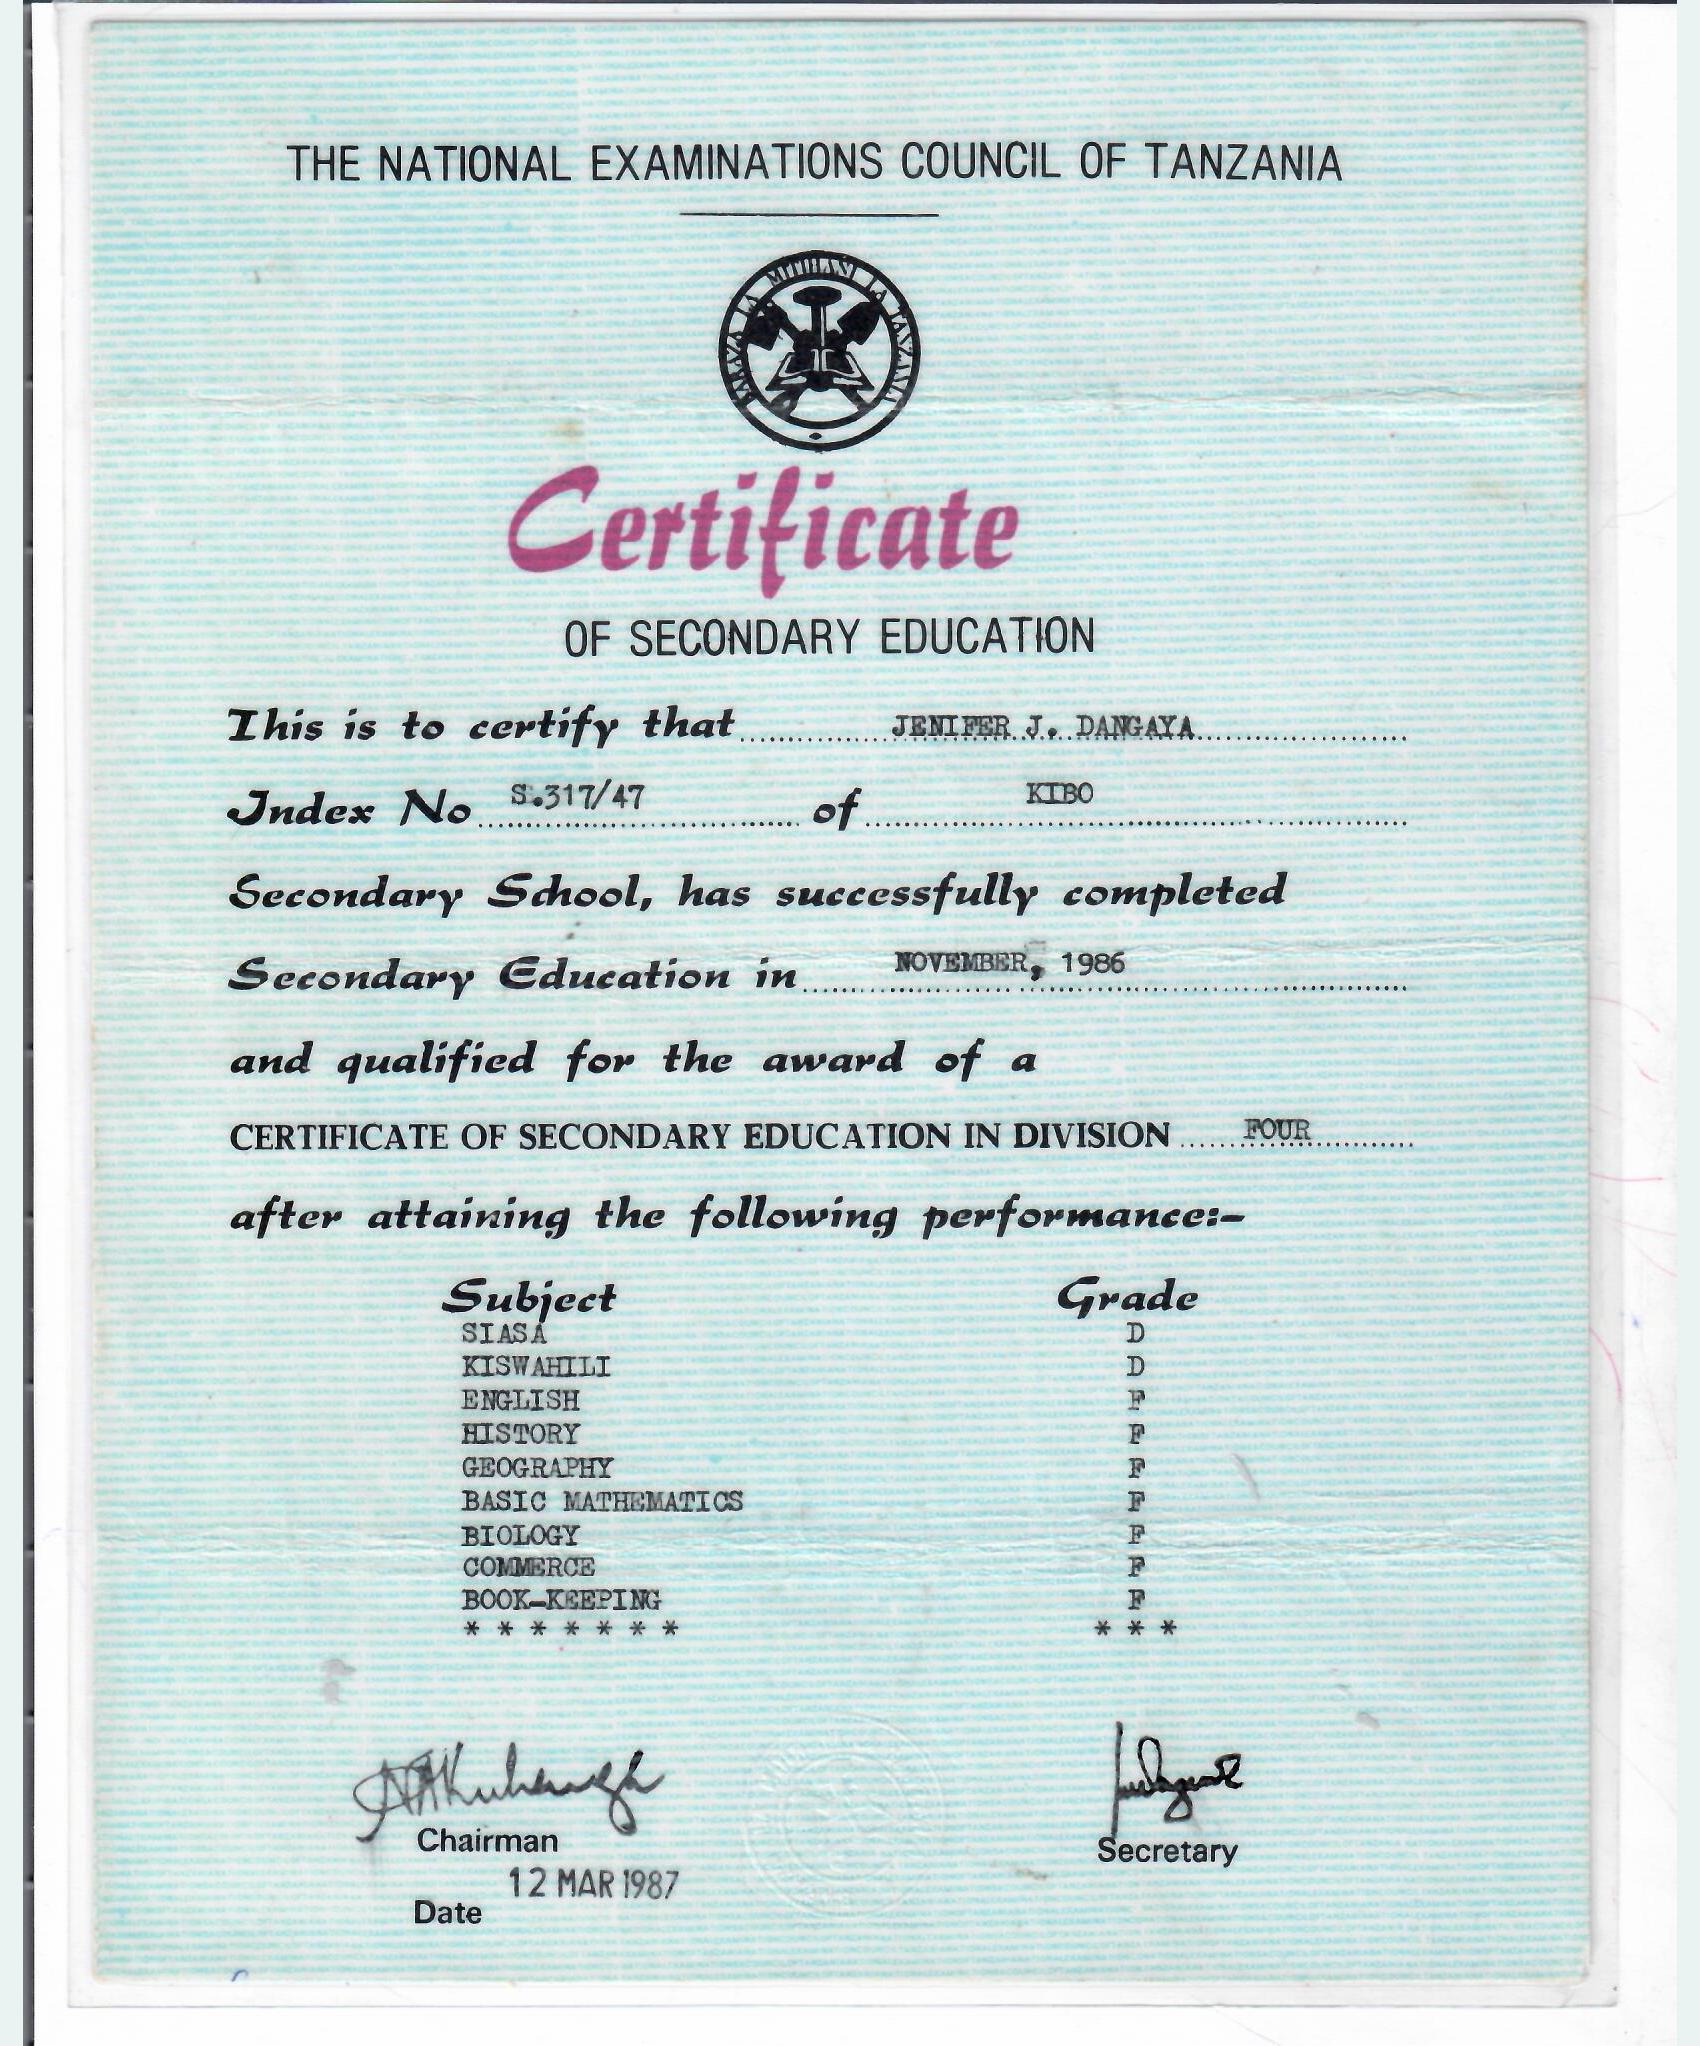 THE NATIONAL EXAMINATIONS COUNCIL OF TANZANIA
BARAZA LA MITIHANI LA TANZANIA
Certificate
OF SECONDARY EDUCATION
This is to certify that JENIFER J. DANGAYA
Index No S.317/47 of KIBO
Secondary School, has successfully completed
Secondary Education in NOVEMBER, 1986
and qualified for the award of a
CERTIFICATE OF SECONDARY EDUCATION IN DIVISION FOUR
after attaining the following performance:-
Subject Grade
SIASA D
KISWAHILI D
ENGLISH F
HISTORY F
GEOGRAPHY F
BASIC MATHEMATICS F
BIOLOGY F
COMMERCE F
BOOK-KEEPING F
* * * * * * * * * *
Chairman Secretary
12 MAR 1987
Date